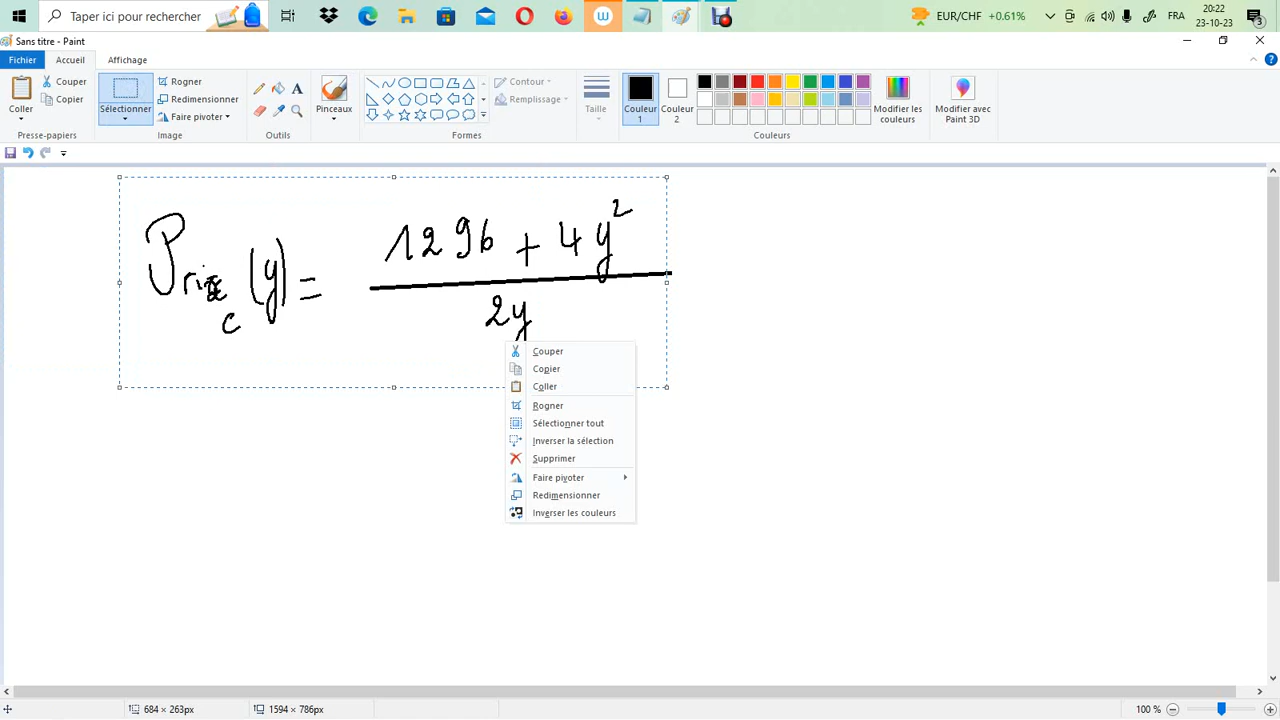 Taper ici pour rechercher
EUR/CHF +0.61%
FRA
20:22
23-10-23
3
Sans titre - Paint
Fichier Accueil Affichage
Coller
Couper
Copier
Presse-papiers
Sélectionner
Rogner
Redimensionner
Faire pivoter
Image
A
Outils
Pinceaux
Contour
Remplissage
Formes
Taille
Couleur 1
Couleur 2
Couleurs
Modifier les couleurs
Modifier avec Paint 3D
(y) = 1296 + 4y²
2y
c
Couper
Copier
Coller
Rogner
Sélectionner tout
Inverser la sélection
Supprimer
Faire pivoter
Redimensionner
Inverser les couleurs
684 × 263px
1594 × 786px
100 %